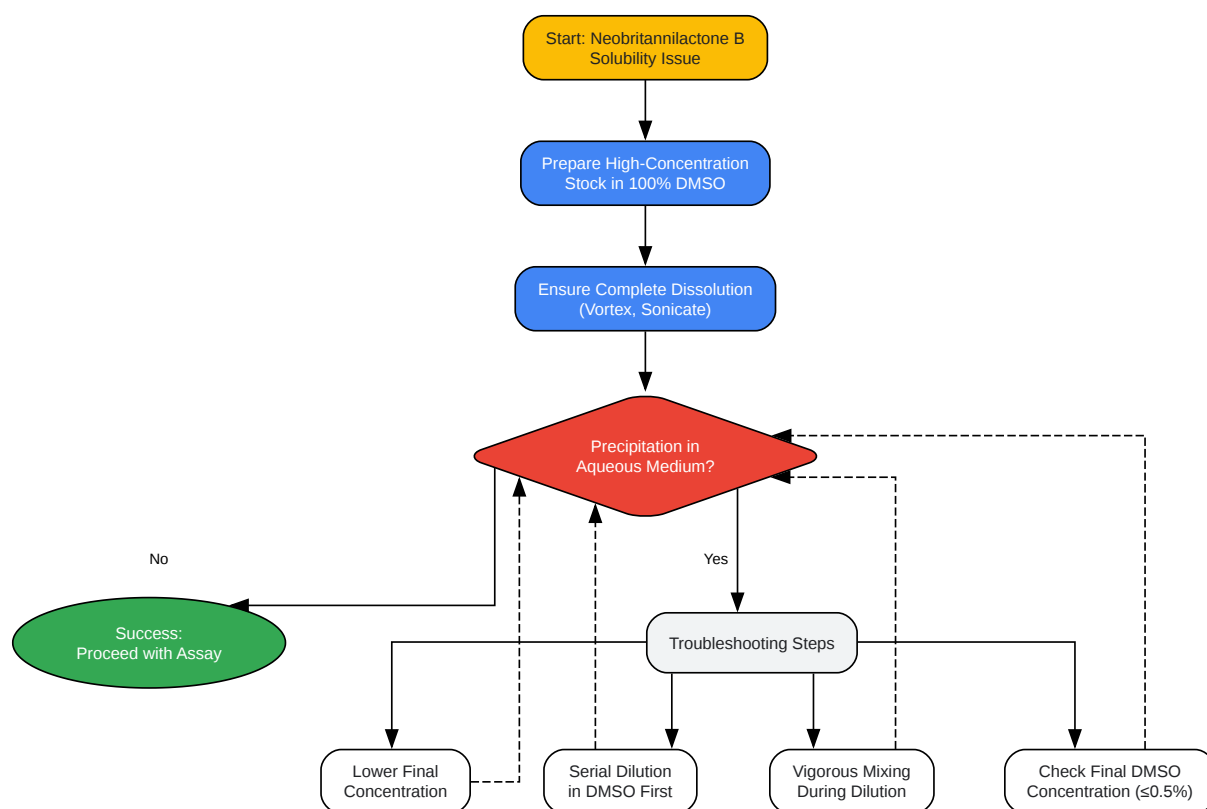 Start: Neobritannilactone B
Solubility Issue
Prepare High-Concentration
Stock in 100% DMSO
Ensure Complete Dissolution
(Vortex, Sonicate)
Precipitation in
Aqueous Medium?
No
Yes
Success:
Proceed with Assay
Troubleshooting Steps
Lower Final
Concentration
Serial Dilution
in DMSO First
Vigorous Mixing
During Dilution
Check Final DMSO
Concentration (≤0.5%)